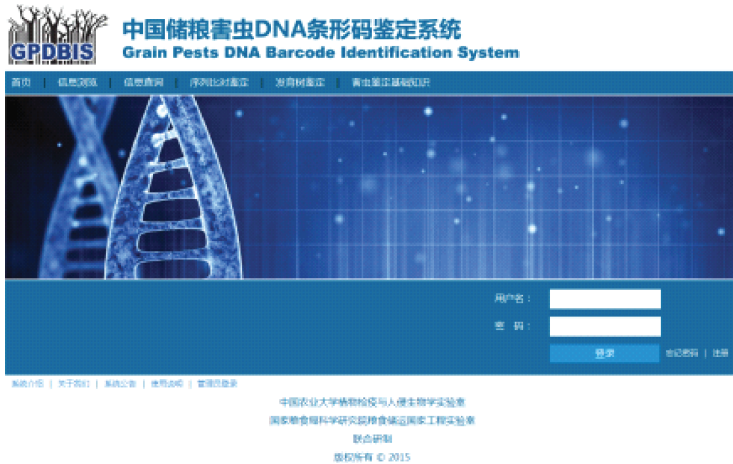 GPDBIS
中国储粮害虫DNA条形码鉴定系统
Grain Pests DNA Barcode Identification System
首页 | 信息浏览 | 信息查询 | 序列比对鉴定 | 发育树鉴定 | 害虫鉴定基础知识
用户名：
密 码：
登录 忘记密码 | 注册
系统介绍 | 关于我们 | 系统公告 | 使用说明 | 管理员登录
中国农业大学植物检疫与入侵生物学实验室
国家粮食局科学研究院粮食储运国家工程实验室
联合研制
版权所有 © 2015